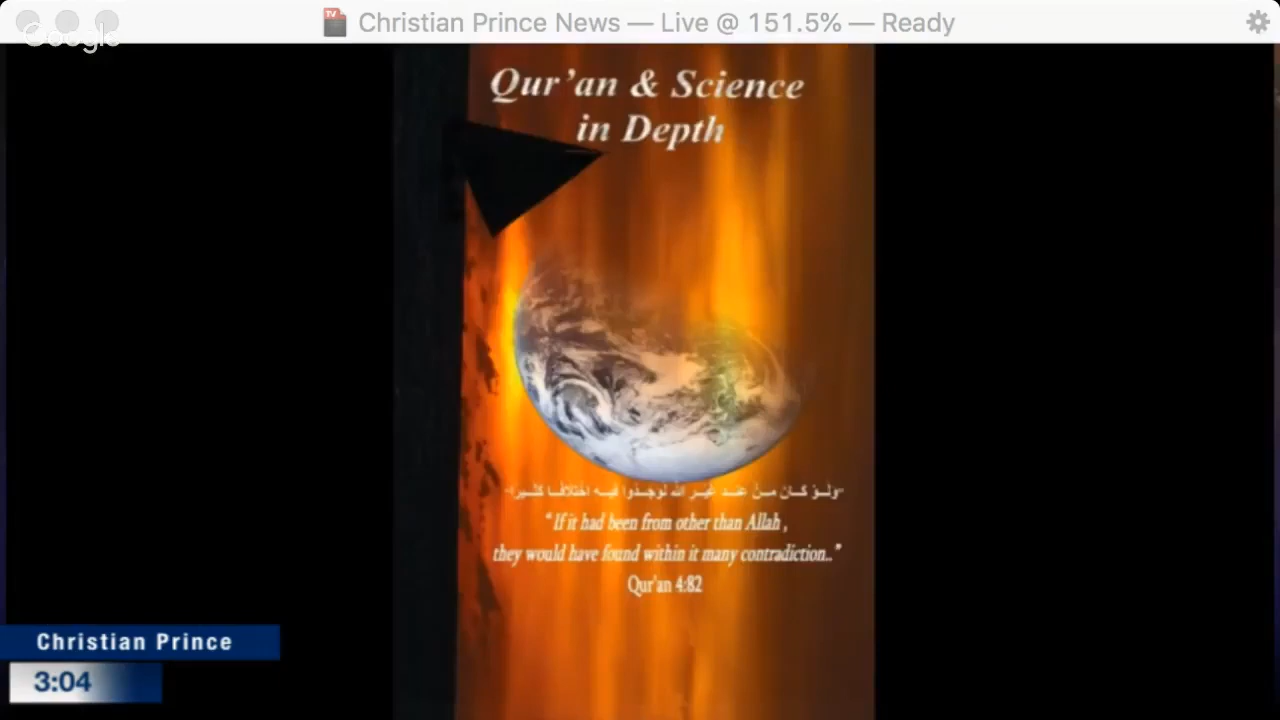 Christian Prince News — Live @ 151.5% — Ready
Google
Qur'an & Science
in Depth
"ولو كان من عند غير الله لوجدوا فيه اختلافا كثيرا"
"If it had been from other than Allah ,
they would have found within it many contradiction.."
Qur'an 4:82
Christian Prince
3:04